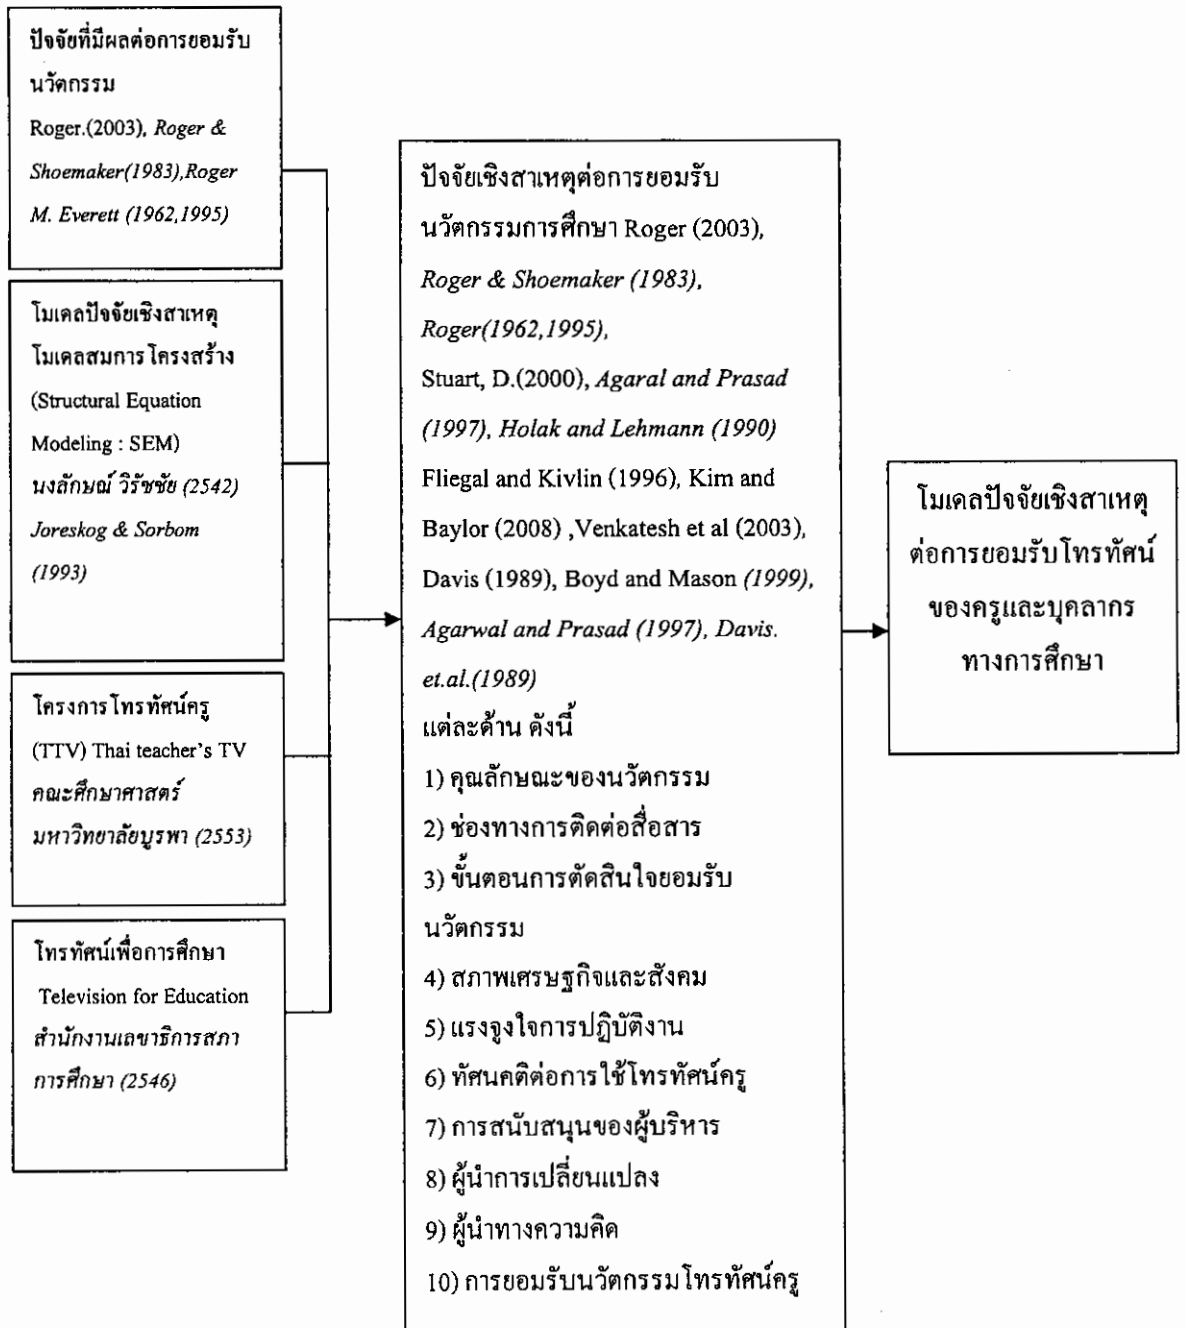 ปัจจัยที่มีผลต่อการยอมรับ
นวัตกรรม
Roger.(2003), Roger &
Shoemaker(1983),Roger
M. Everett (1962,1995)
โมเดลปัจจัยเชิงสาเหตุ
โมเดลสมการโครงสร้าง
(Structural Equation
Modeling : SEM)
นงลักษณ์ วิรัชชัย (2542)
Joreskog & Sorbom
(1993)
โครงการโทรทัศน์ครู
(TTV) Thai teacher's TV
คณะศึกษาศาสตร์
มหาวิทยาลัยบูรพา (2553)
โทรทัศน์เพื่อการศึกษา
Television for Education
สำนักงานเลขาธิการสภา
การศึกษา (2546)
ปัจจัยเชิงสาเหตุต่อการยอมรับ
นวัตกรรมการศึกษา Roger (2003),
Roger & Shoemaker (1983),
Roger(1962,1995),
Stuart, D.(2000), Agaral and Prasad
(1997), Holak and Lehmann (1990)
Fliegal and Kivlin (1996), Kim and
Baylor (2008) ,Venkatesh et al (2003),
Davis (1989), Boyd and Mason (1999),
Agarwal and Prasad (1997), Davis.
et.al.(1989)
แต่ละด้าน ดังนี้
1) คุณลักษณะของนวัตกรรม
2) ช่องทางการติดต่อสื่อสาร
3) ขั้นตอนการตัดสินใจยอมรับ
นวัตกรรม
4) สภาพเศรษฐกิจและสังคม
5) แรงจูงใจการปฏิบัติงาน
6) ทัศนคติต่อการใช้โทรทัศน์ครู
7) การสนับสนุนของผู้บริหาร
8) ผู้นำการเปลี่ยนแปลง
9) ผู้นำทางความคิด
10) การยอมรับนวัตกรรมโทรทัศน์ครู
โมเดลปัจจัยเชิงสาเหตุ
ต่อการยอมรับโทรทัศน์
ของครูและบุคลากร
ทางการศึกษา